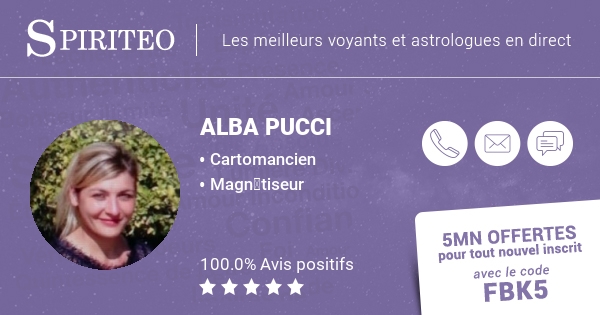 SPIRITEO
Les meilleurs voyants et astrologues en direct
ALBA PUCCI
• Cartomancien
• Magn▯tiseur
100.0% Avis positifs
5MN OFFERTES
pour tout nouvel inscrit
avec le code
FBK5